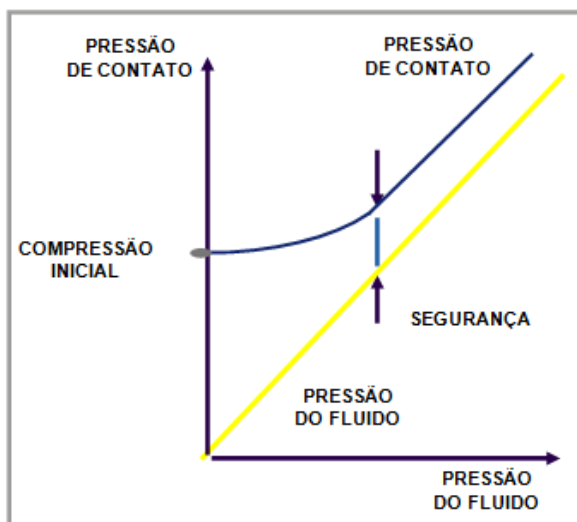 PRESSÃO
DE CONTATO
PRESSÃO
DE CONTATO
COMPRESSÃO
INICIAL
SEGURANÇA
PRESSÃO
DO FLUIDO
PRESSÃO
DO FLUIDO